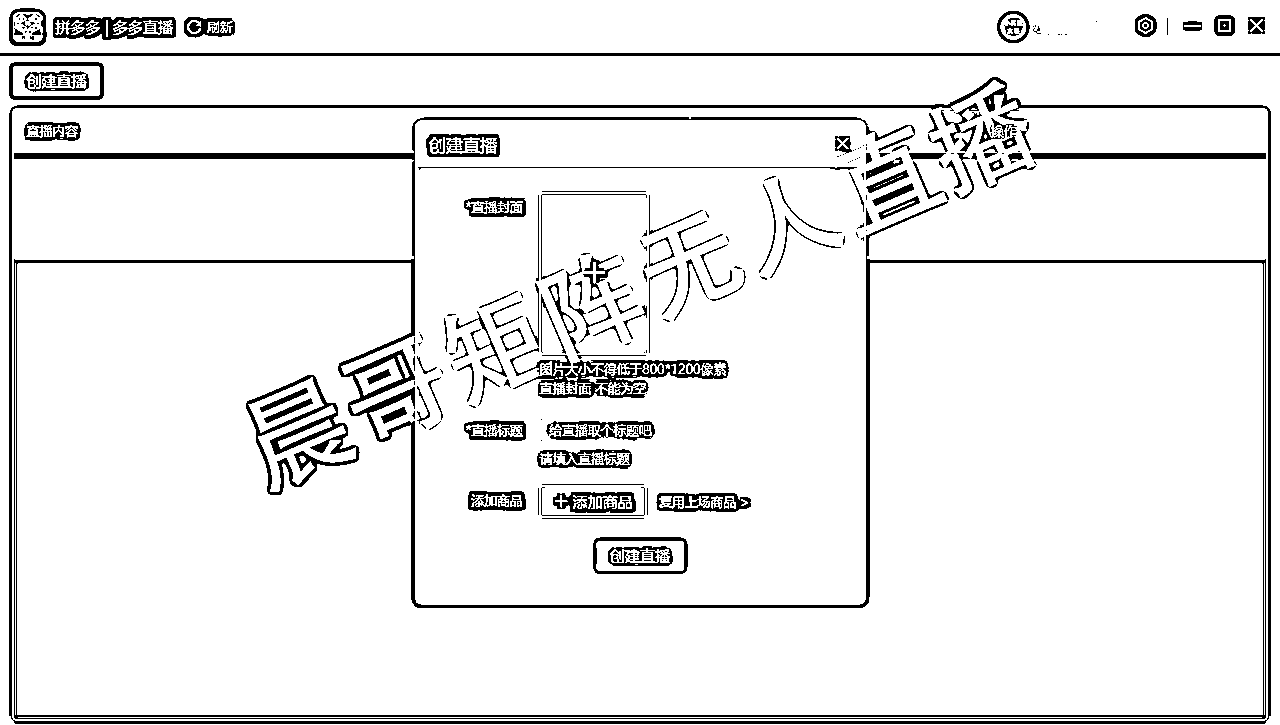 拼多多 | 多多直播 刷新
创建直播
直播内容 操作
创建直播
*直播封面
图片大小不得低于800*1200像素
直播封面 不能为空
*直播标题 给直播取个标题吧
请填入直播标题
添加商品 + 添加商品 复用上场商品 >
创建直播
晨哥矩阵无人直播